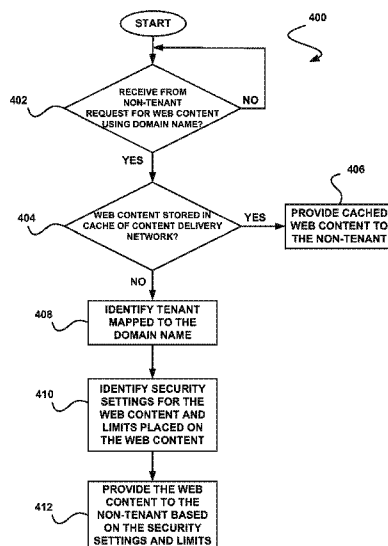 START
400
402
RECEIVE FROM
NON-TENANT
REQUEST FOR WEB CONTENT
USING DOMAIN NAME?
NO
YES
404
WEB CONTENT STORED IN
CACHE OF CONTENT DELIVERY
NETWORK?
YES
406
PROVIDE CACHED
WEB CONTENT TO
THE NON-TENANT
NO
408
IDENTIFY TENANT
MAPPED TO THE
DOMAIN NAME
410
IDENTIFY SECURITY
SETTINGS FOR THE
WEB CONTENT AND
LIMITS PLACED ON
THE WEB CONTENT
412
PROVIDE THE WEB
CONTENT TO THE
NON-TENANT BASED
ON THE SECURITY
SETTINGS AND LIMITS